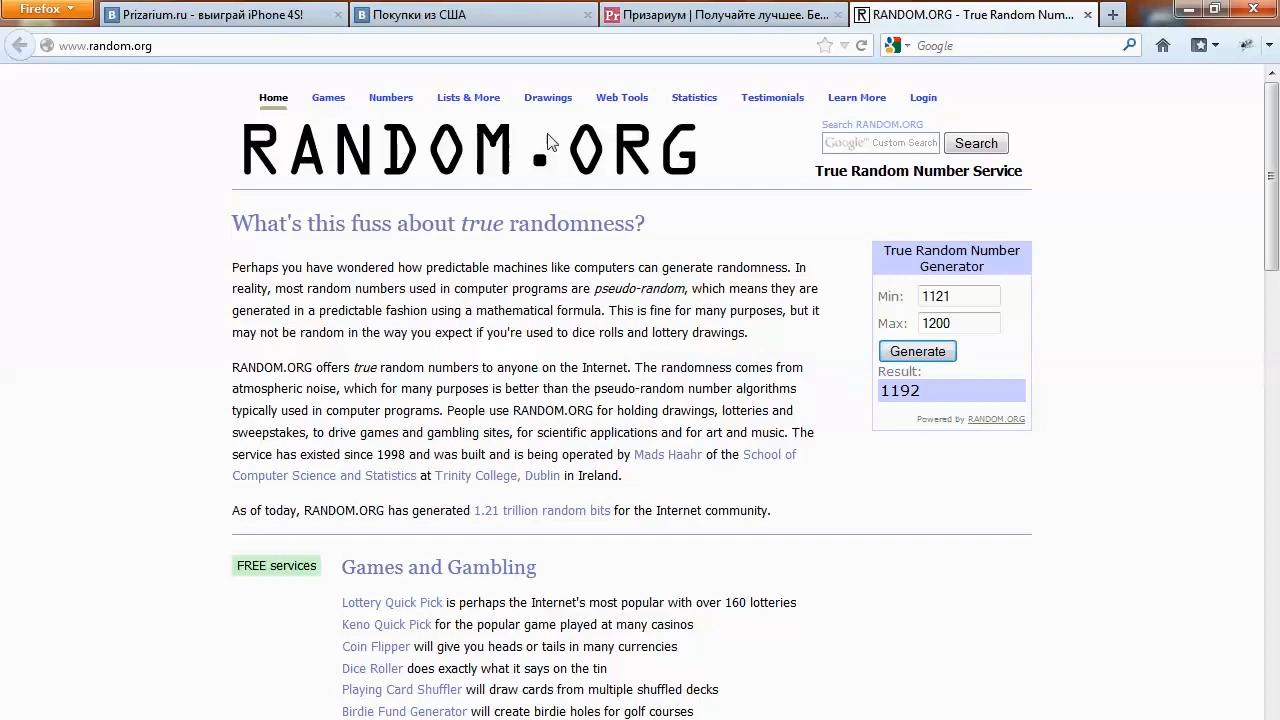 Firefox
Prizarium.ru - выиграй iPhone 4S!
Покупки из США
Призариум | Получайте лучшее. Бе...
RANDOM.ORG - True Random Num...
www.random.org
Google
Home Games Numbers Lists & More Drawings Web Tools Statistics Testimonials Learn More Login
RANDOM.ORG
Search RANDOM.ORG
Google™ Custom Search
Search
True Random Number Service
What's this fuss about true randomness?
Perhaps you have wondered how predictable machines like computers can generate randomness. In
reality, most random numbers used in computer programs are pseudo-random, which means they are
generated in a predictable fashion using a mathematical formula. This is fine for many purposes, but it
may not be random in the way you expect if you're used to dice rolls and lottery drawings.
RANDOM.ORG offers true random numbers to anyone on the Internet. The randomness comes from
atmospheric noise, which for many purposes is better than the pseudo-random number algorithms
typically used in computer programs. People use RANDOM.ORG for holding drawings, lotteries and
sweepstakes, to drive games and gambling sites, for scientific applications and for art and music. The
service has existed since 1998 and was built and is being operated by Mads Haahr of the School of
Computer Science and Statistics at Trinity College, Dublin in Ireland.
As of today, RANDOM.ORG has generated 1.21 trillion random bits for the Internet community.
True Random Number
Generator
Min: 1121
Max: 1200
Generate
Result:
1192
Powered by RANDOM.ORG
FREE services
Games and Gambling
Lottery Quick Pick is perhaps the Internet's most popular with over 160 lotteries
Keno Quick Pick for the popular game played at many casinos
Coin Flipper will give you heads or tails in many currencies
Dice Roller does exactly what it says on the tin
Playing Card Shuffler will draw cards from multiple shuffled decks
Birdie Fund Generator will create birdie holes for golf courses